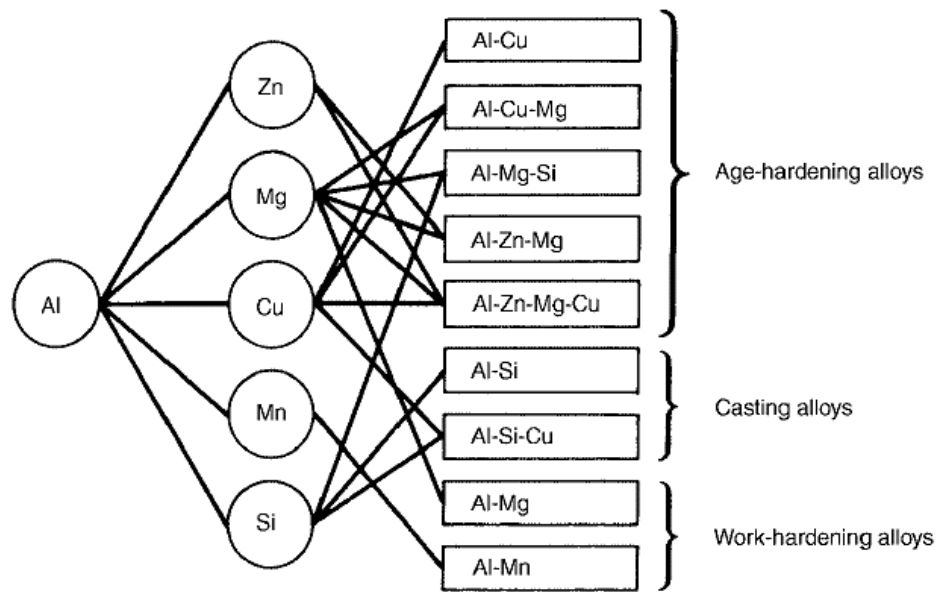 Al
Zn
Mg
Cu
Mn
Si
Al-Cu
Al-Cu-Mg
Al-Mg-Si
Al-Zn-Mg
Al-Zn-Mg-Cu
Al-Si
Al-Si-Cu
Al-Mg
Al-Mn
Age-hardening alloys
Casting alloys
Work-hardening alloys